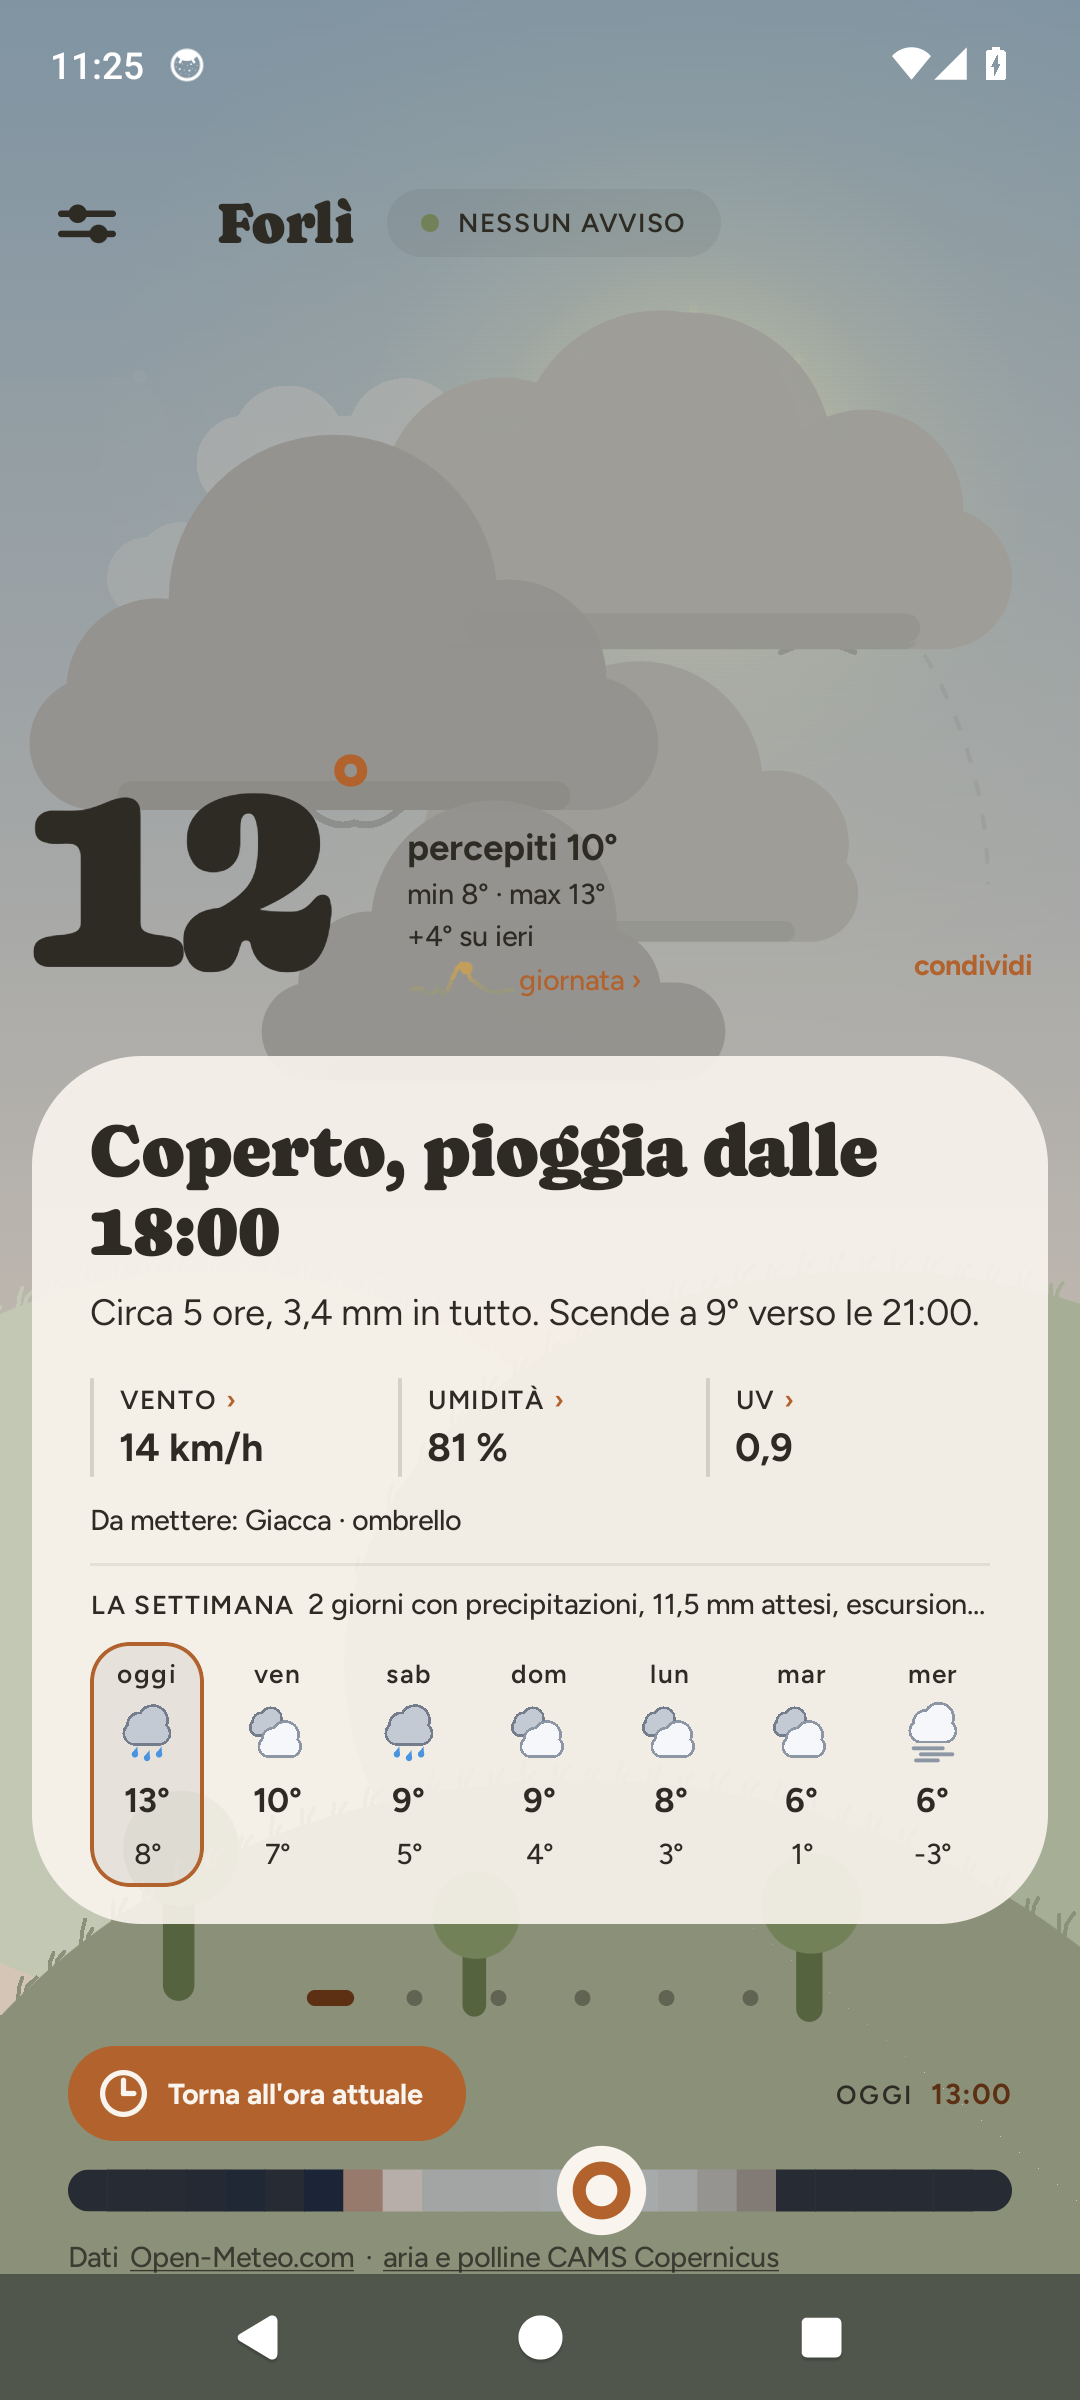 11:25
Forlì
NESSUN AVVISO
12
percepiti 10°
min 8° · max 13°
+4° su ieri
giornata ›
condividi
Coperto, pioggia dalle
18:00
Circa 5 ore, 3,4 mm in tutto. Scende a 9° verso le 21:00.
VENTO › UMIDITÀ › UV ›
14 km/h 81 % 0,9
Da mettere: Giacca · ombrello
LA SETTIMANA 2 giorni con precipitazioni, 11,5 mm attesi, escursion...
oggi ven sab dom lun mar mer
13° 10° 9° 9° 8° 6° 6°
8° 7° 5° 4° 3° 1° -3°
Torna all'ora attuale
OGGI 13:00
Dati Open-Meteo.com · aria e polline CAMS Copernicus